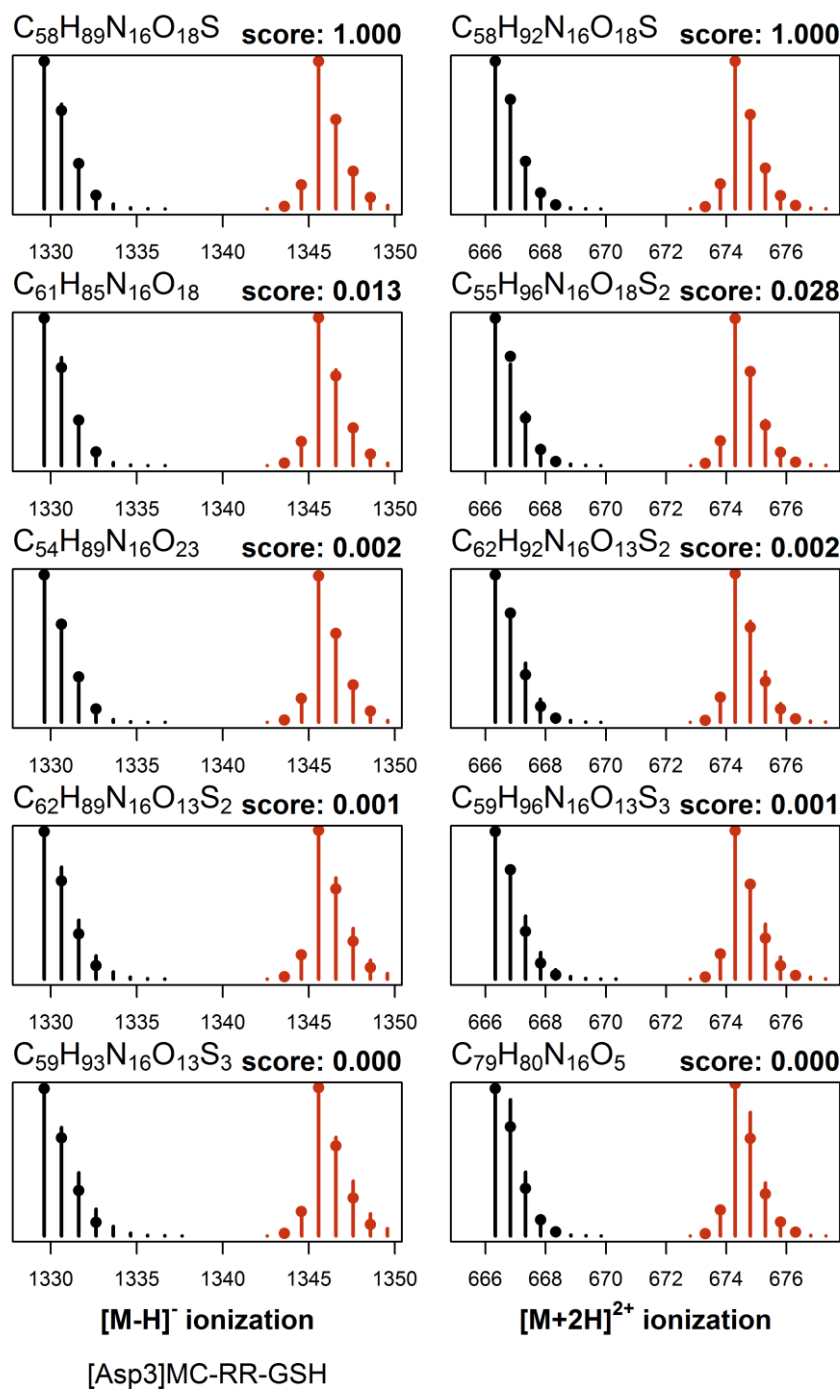 C₅₈H₈₉N₁₆O₁₈S score: 1.000 C₅₈H₉₂N₁₆O₁₈S score: 1.000
1330 1335 1340 1345 1350 666 668 670 672 674 676
C₆₁H₈₅N₁₆O₁₈ score: 0.013 C₅₅H₉₆N₁₆O₁₈S₂ score: 0.028
1330 1335 1340 1345 1350 666 668 670 672 674 676
C₅₄H₈₉N₁₆O₂₃ score: 0.002 C₆₂H₉₂N₁₆O₁₃S₂ score: 0.002
1330 1335 1340 1345 1350 666 668 670 672 674 676
C₆₂H₈₉N₁₆O₁₃S₂ score: 0.001 C₅₉H₉₆N₁₆O₁₃S₃ score: 0.001
1330 1335 1340 1345 1350 666 668 670 672 674 676
C₅₉H₉₃N₁₆O₁₃S₃ score: 0.000 C₇₉H₈₀N₁₆O₅ score: 0.000
1330 1335 1340 1345 1350 666 668 670 672 674 676
[M-H]⁻ ionization [M+2H]²⁺ ionization
[Asp3]MC-RR-GSH